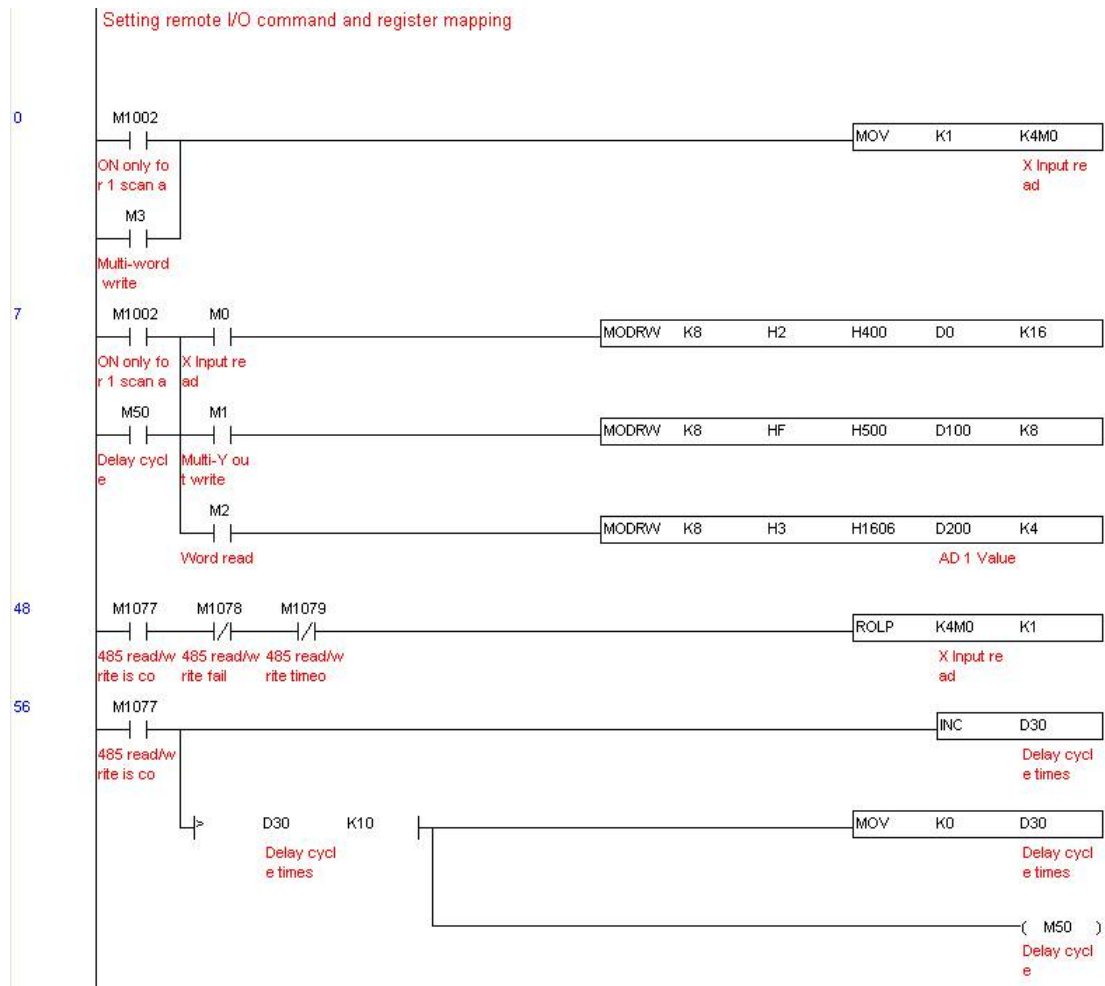 Setting remote I/O command and register mapping
0
M1002
MOV K1 K4M0
ON only fo
r 1 scan a
X Input re
ad
M3
Multi-word
write
7
M1002 M0
MODRW K8 H2 H400 D0 K16
ON only fo X Input re
r 1 scan a ad
M50 M1
MODRW K8 HF H500 D100 K8
Delay cycl Multi-Y ou
e t write
M2
MODRW K8 H3 H1606 D200 K4
Word read AD 1 Value
48
M1077 M1078 M1079
ROLP K4M0 K1
485 read/w 485 read/w 485 read/w X Input re
rite is co rite fail rite timeo ad
56
M1077
INC D30
485 read/w Delay cycl
rite is co e times
> D30 K10 MOV K0 D30
Delay cycl Delay cycl
e times e times
( M50 )
Delay cycl
e